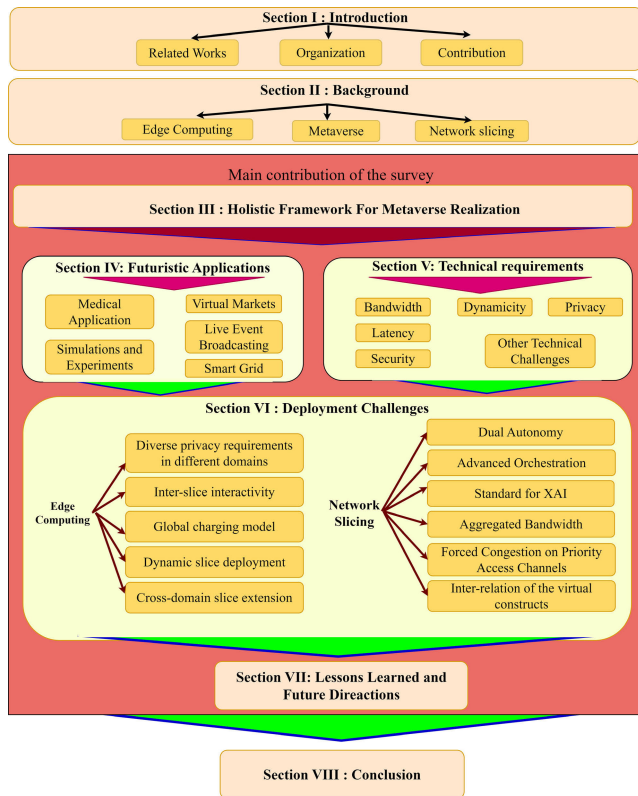 Section I : Introduction
Related Works
Organization
Contribution
Section II : Background
Edge Computing
Metaverse
Network slicing
Main contribution of the survey
Section III : Holistic Framework For Metaverse Realization
Section IV: Futuristic Applications
Medical
Application
Simulations and
Experiments
Virtual Markets
Live Event
Broadcasting
Smart Grid
Section V: Technical requirements
Bandwidth
Dynamicity
Privacy
Latency
Security
Other Technical
Challenges
Section VI : Deployment Challenges
Edge
Computing
Diverse privacy requirements
in different domains
Inter-slice interactivity
Global charging model
Dynamic slice deployment
Cross-domain slice extension
Network
Slicing
Dual Autonomy
Advanced Orchestration
Standard for XAI
Aggregated Bandwidth
Forced Congestion on Priority
Access Channels
Inter-relation of the virtual
constructs
Section VII: Lessons Learned and
Future Direactions
Section VIII : Conclusion